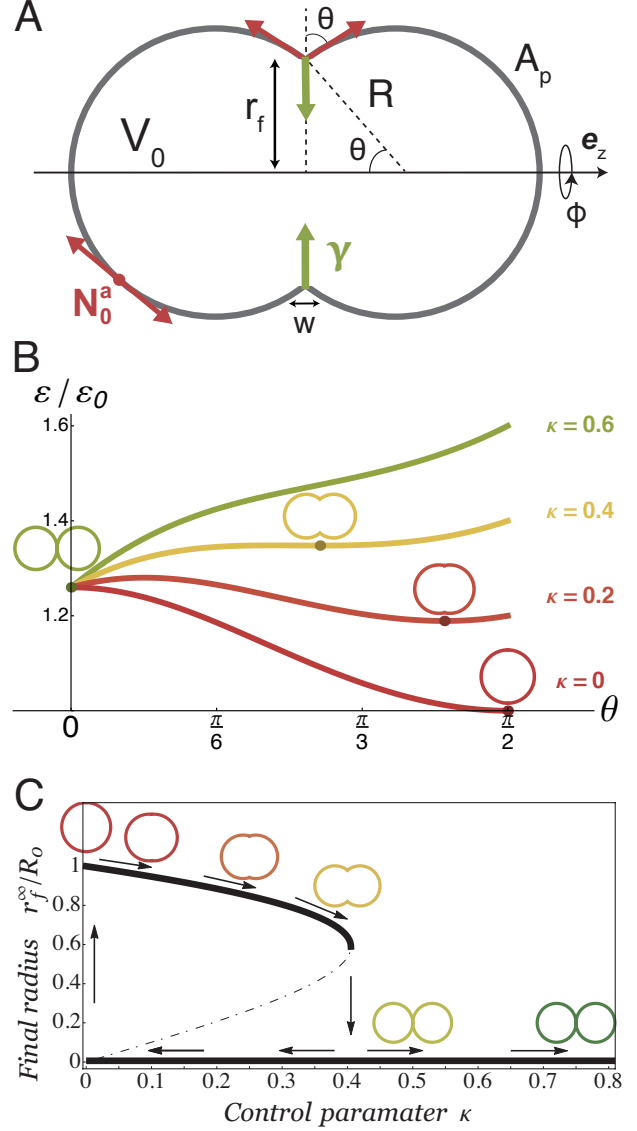 A
θ
A_p
r_f
R
V_0
θ
e_z
ϕ
γ
N_0^a
w
B
ε / ε_0
1.6
κ = 0.6
1.4
κ = 0.4
1.2
κ = 0.2
κ = 0
0
π/6
π/3
π/2
θ
C
Final radius r_f^∞/R_o
1
0.8
0.6
0.4
0.2
0
0 0.1 0.2 0.3 0.4 0.5 0.6 0.7 0.8
Control paramater κ